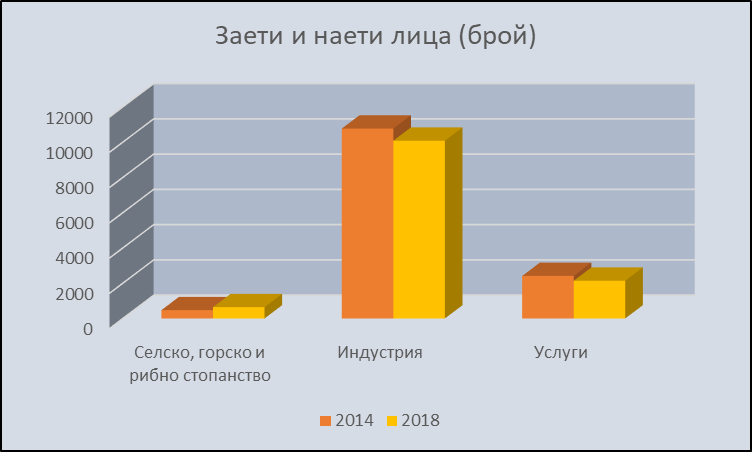 Заети и наети лица (брой)
12000
10000
8000
6000
4000
2000
0
Селско, горско и
рибно стопанство
Индустрия
Услуги
2014
2018